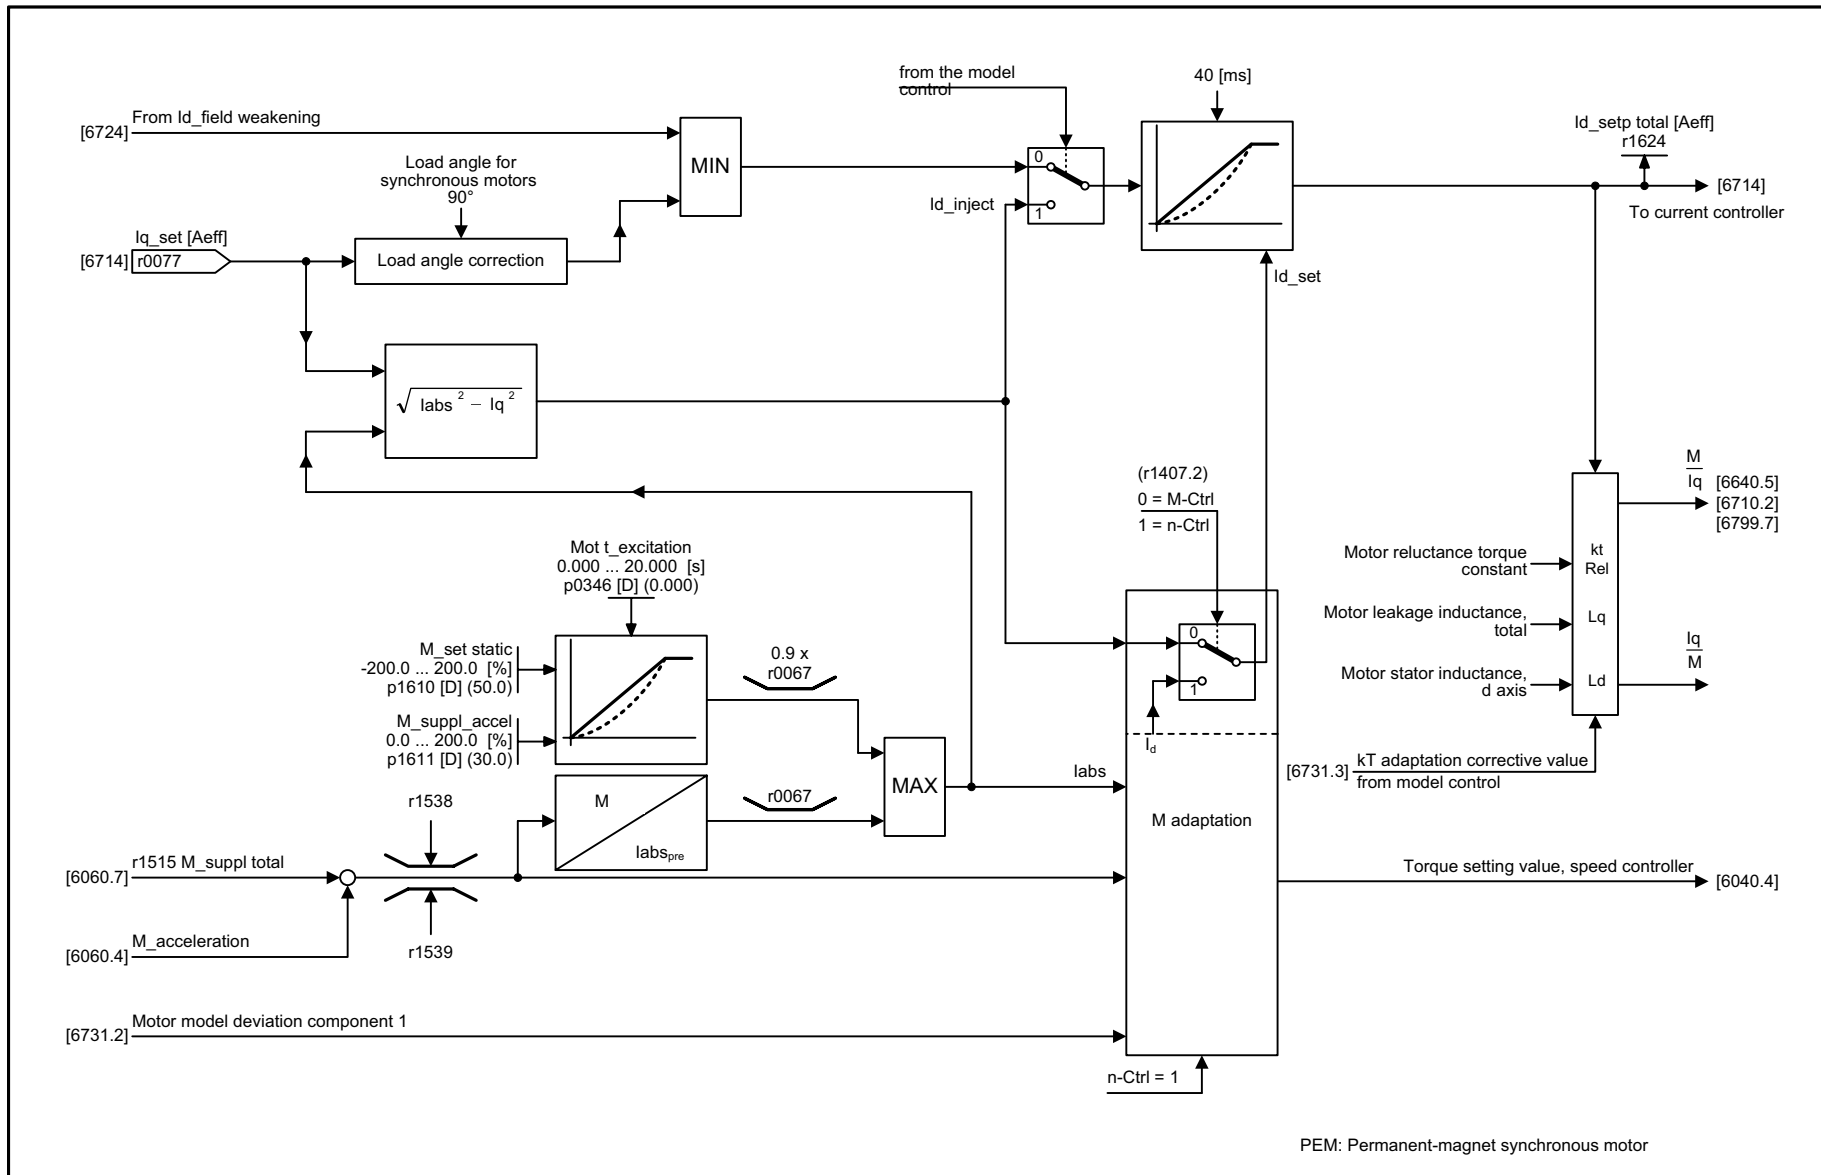 from the model
control
40 [ms]
Id_setp total [Aeff]
r1624
From Id_field weakening
[6724]
MIN
Load angle for
synchronous motors
90°
0
1
Id_inject
[6714]
To current controller
Iq_set [Aeff]
[6714]
r0077
Load angle correction
Id_set
√ Iabs 2 – Iq 2
(r1407.2)
0 = M-Ctrl
1 = n-Ctrl
M
Iq
[6640.5]
[6710.2]
[6799.7]
Mot t_excitation
0.000 ... 20.000 [s]
p0346 [D] (0.000)
Motor reluctance torque
constant
kt
Rel
Motor leakage inductance,
total
Lq
Motor stator inductance,
d axis
Ld
Iq
M
M_set static
-200.0 ... 200.0 [%]
p1610 [D] (50.0)
0.9 x
r0067
0
1
Id
M_suppl_accel
0.0 ... 200.0 [%]
p1611 [D] (30.0)
[6731.3]
kT adaptation corrective value
from model control
MAX
Iabs
M
Iabspre
r0067
M adaptation
r1538
r1515 M_suppl total
[6060.7]
Torque setting value, speed controller
[6040.4]
M_acceleration
[6060.4]
r1539
Motor model deviation component 1
[6731.2]
n-Ctrl = 1
PEM: Permanent-magnet synchronous motor